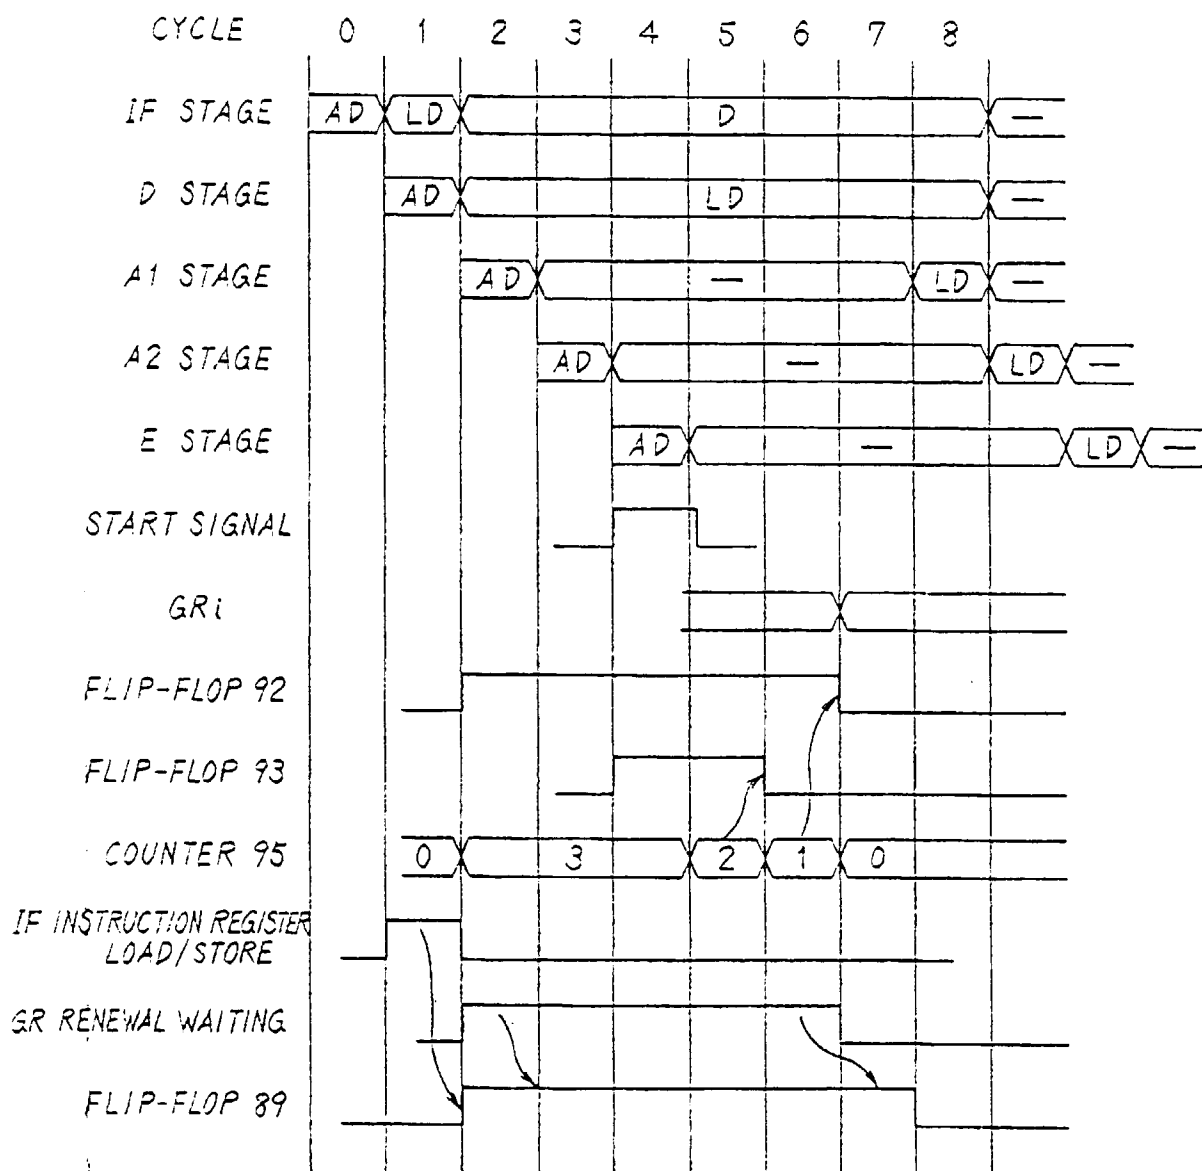 CYCLE 0 1 2 3 4 5 6 7 8
IF STAGE AD LD D —
D STAGE AD LD —
A1 STAGE AD — LD —
A2 STAGE AD — LD —
E STAGE AD — LD —
START SIGNAL
GRi
FLIP-FLOP 92
FLIP-FLOP 93
COUNTER 95 0 3 2 1 0
IF INSTRUCTION REGISTER
LOAD/STORE
GR RENEWAL WAITING
FLIP-FLOP 89